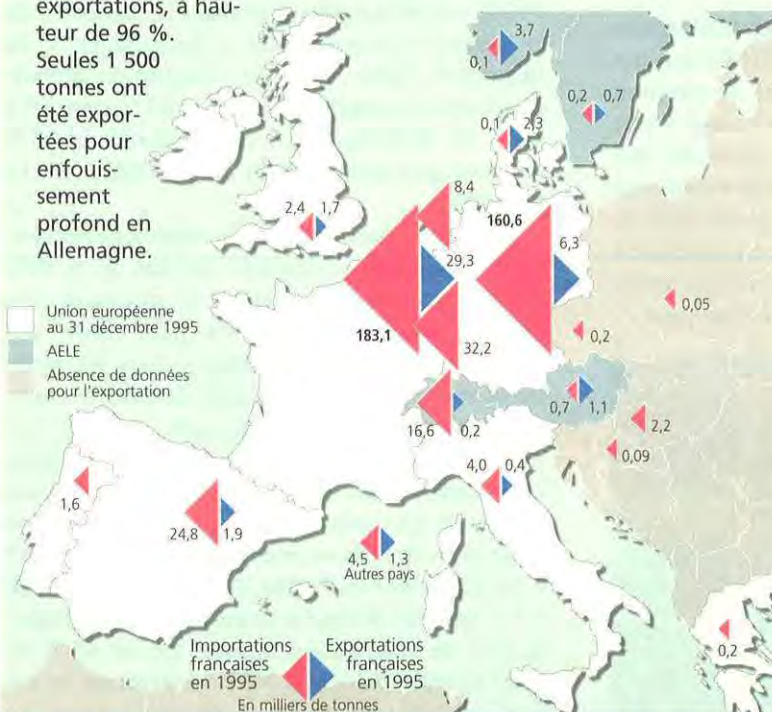 exportations, à hau-
teur de 96 %.
Seules 1 500
tonnes ont
été expor-
tées pour
enfouis-
sement
profond en
Allemagne.
3,7
0,1
0,2 0,7
0,1 2,3
8,4
2,4 1,7
160,6
6,3
29,3
0,05
183,1
0,2
32,2
Union européenne
au 31 décembre 1995
AELE
Absence de données
pour l'exportation
0,7 1,1
16,6 0,2
2,2
0,09
4,0 0,4
1,6
24,8 1,9
4,5 1,3
Autres pays
0,2
Importations
françaises
en 1995
Exportations
françaises
en 1995
En milliers de tonnes